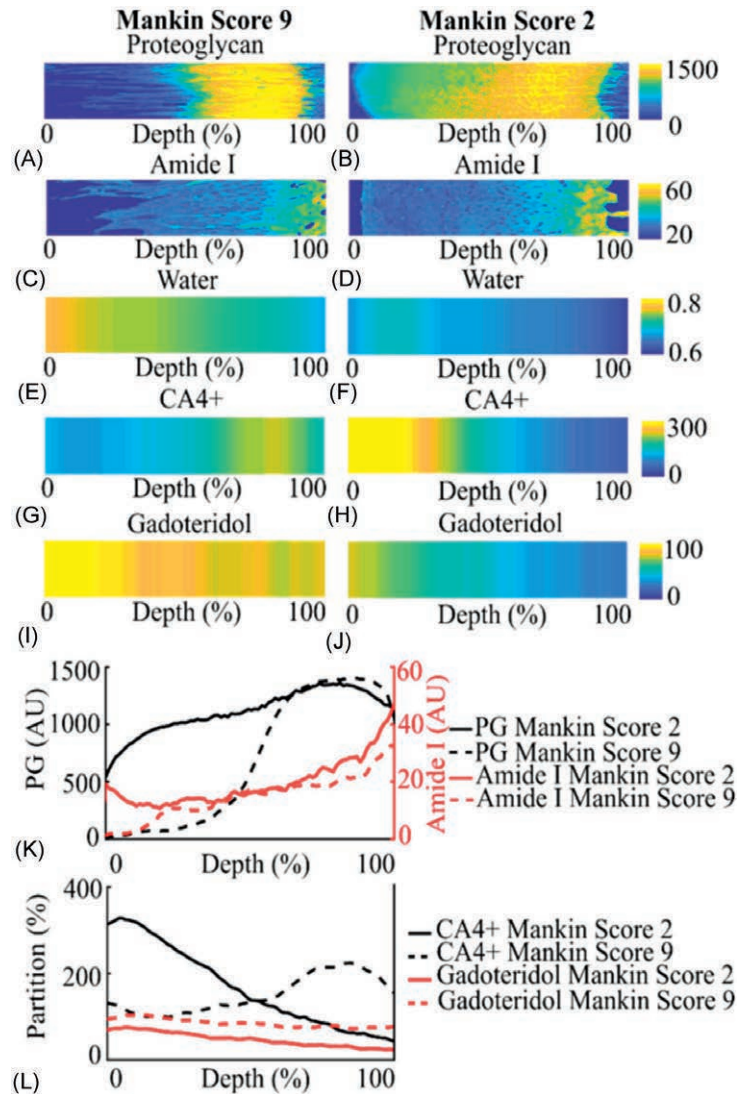 Mankin Score 9 Mankin Score 2
Proteoglycan Proteoglycan
1500
0
0 Depth (%) 100 0 Depth (%) 100
(A) (B)
Amide I Amide I
60
20
0 Depth (%) 100 0 Depth (%) 100
(C) (D)
Water Water
0.8
0.6
0 Depth (%) 100 0 Depth (%) 100
(E) (F)
CA4+ CA4+
300
0
0 Depth (%) 100 0 Depth (%) 100
(G) (H)
Gadoteridol Gadoteridol
100
0
0 Depth (%) 100 0 Depth (%) 100
(I) (J)
1500 60
1000 40
500 20
0 0
PG (AU)
Amide I (AU)
PG Mankin Score 2
PG Mankin Score 9
Amide I Mankin Score 2
Amide I Mankin Score 9
0 Depth (%) 100
(K)
400
200
0
Partition (%)
CA4+ Mankin Score 2
CA4+ Mankin Score 9
Gadoteridol Mankin Score 2
Gadoteridol Mankin Score 9
0 Depth (%) 100
(L)